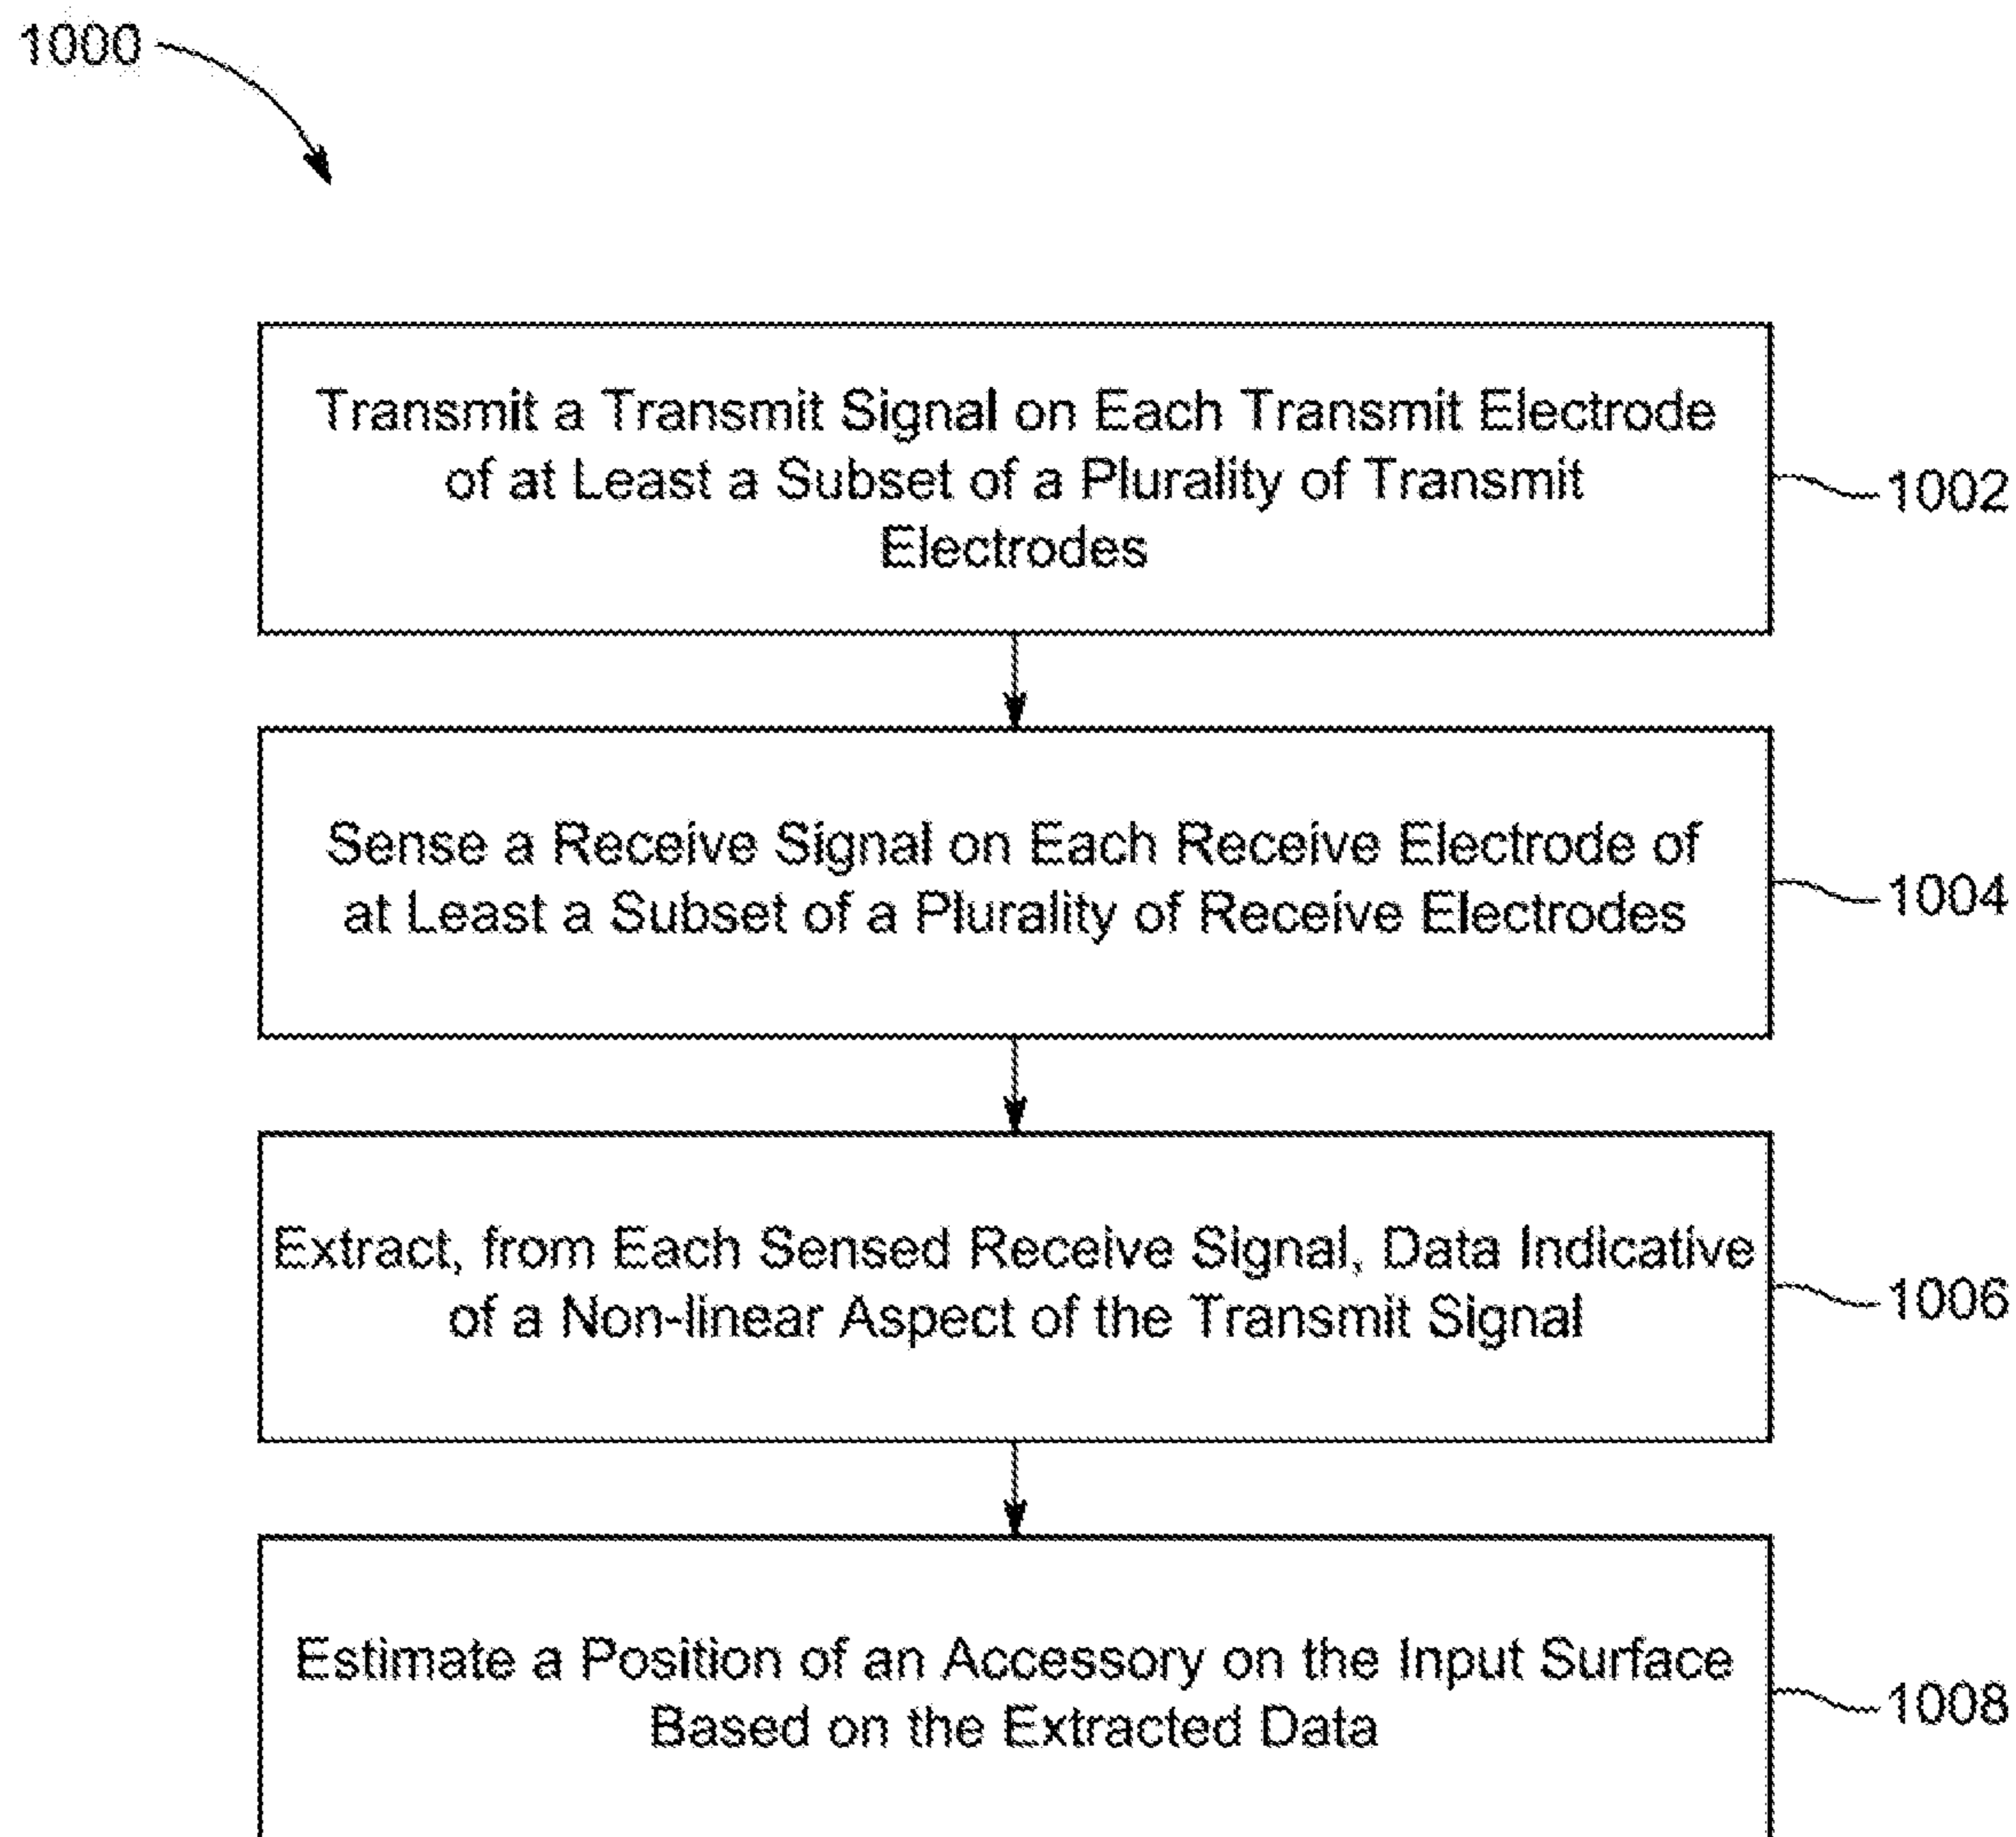 1000
Transmit a Transmit Signal on Each Transmit Electrode
of at Least a Subset of a Plurality of Transmit
Electrodes
1002
Sense a Receive Signal on Each Receive Electrode of
at Least a Subset of a Plurality of Receive Electrodes
1004
Extract, from Each Sensed Receive Signal, Data Indicative
of a Non-linear Aspect of the Transmit Signal
1006
Estimate a Position of an Accessory on the Input Surface
Based on the Extracted Data
1008